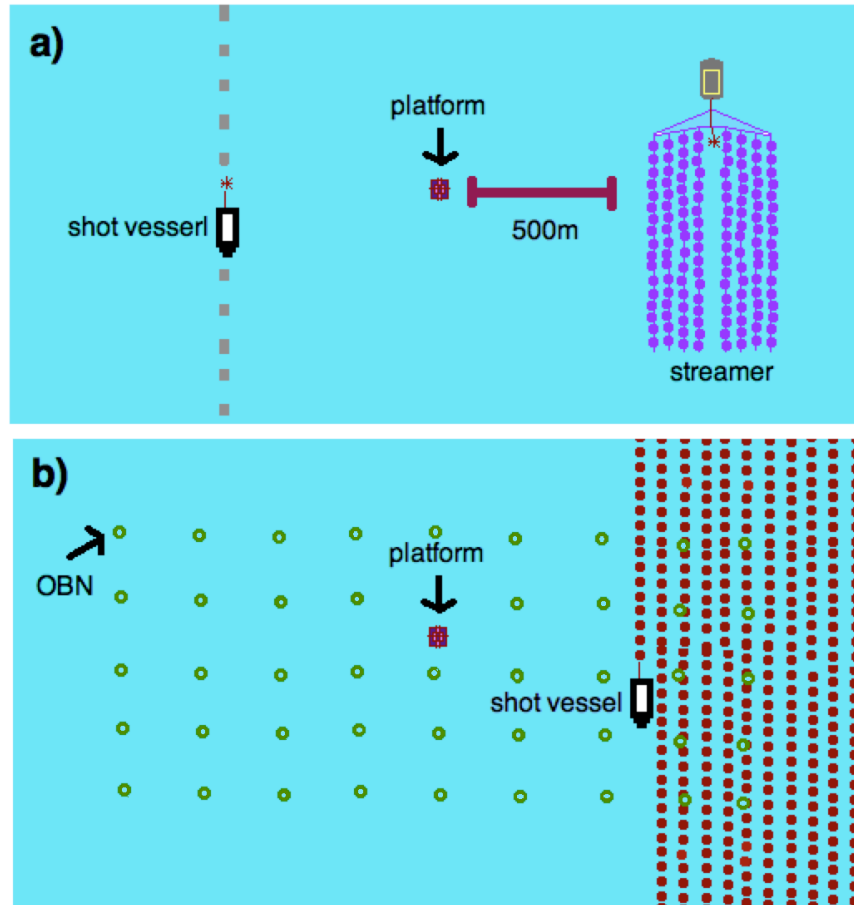 a)
platform
shot vesserl
500m
streamer
b)
OBN
platform
shot vessel